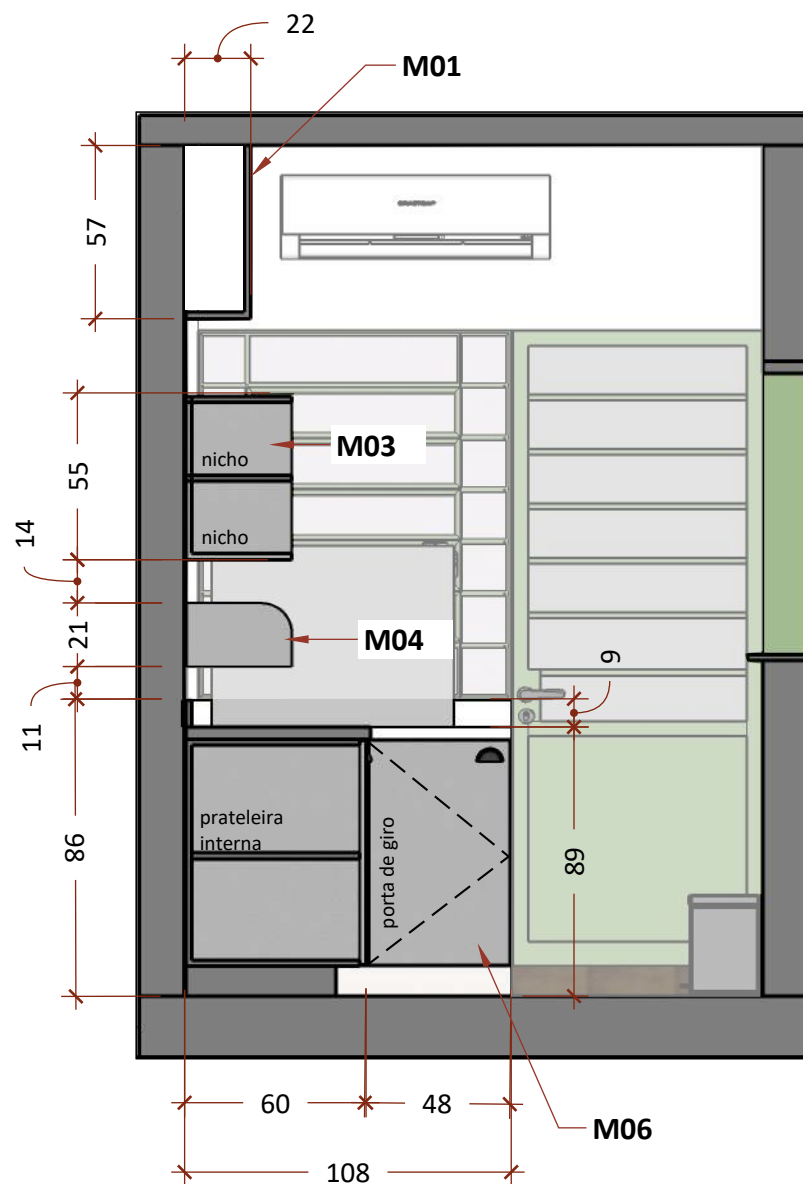 22
M01
57
55
nicho
M03
nicho
14
21
M04
11
9
86
prateleira
interna
porta de giro
89
60
48
M06
108